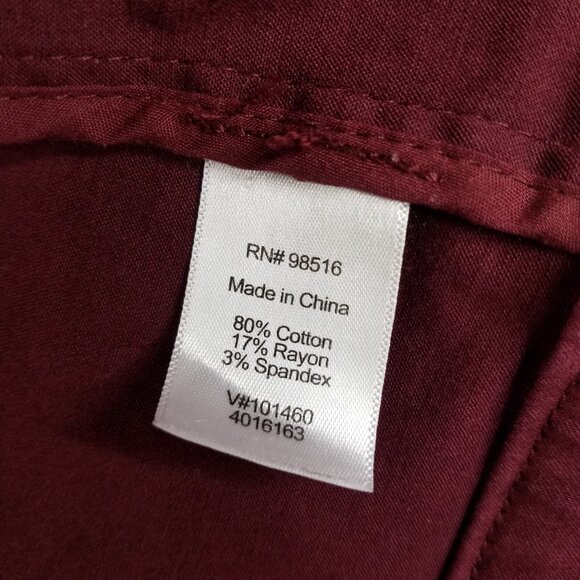 RN# 98516
Made in China
80% Cotton
17% Rayon
3% Spandex
V#101460
4016163